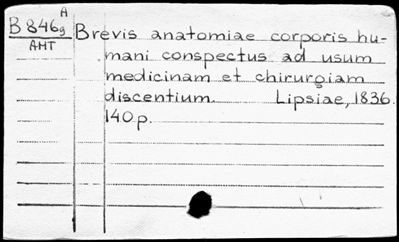 A
B 846g Brevis anatomiae corporis hu-
AHT mani conspectus ad usum
medicinam et chirurgiam
discentium. Lipsiae, 1836.
140 p.